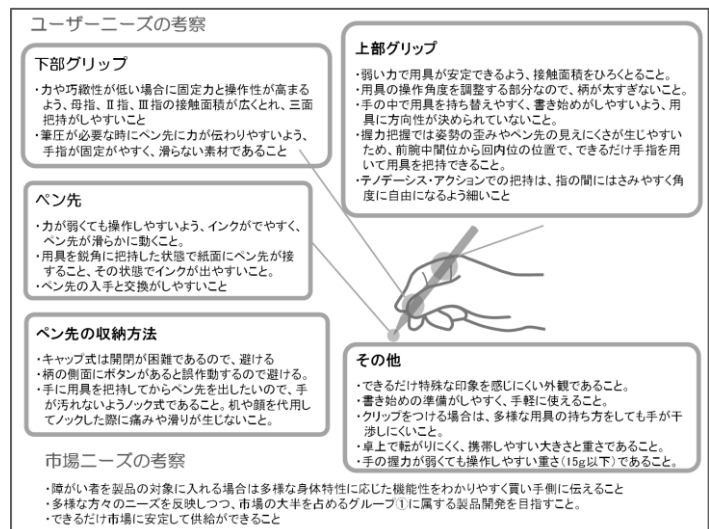 ユーザーニーズの考察
下部グリップ
・力や巧緻性が低い場合に固定力と操作性が高まる
よう、母指、Ⅱ指、Ⅲ指の接触面積が広くとれ、三面
把持がしやすいこと
・筆圧が必要な時にペン先に力が伝わりやすいよう、
手指が固定がやすく、滑らない素材であること
ペン先
・力が弱くても操作しやすいよう、インクがでやすく、
ペン先が滑らかに動くこと。
・用具を鋭角に把持した状態で紙面にペン先が接
すること、その状態でインクが出やすいこと。
・ペン先の入手と交換がしやすいこと
ペン先の収納方法
・キャップ式は開閉が困難であるので、避ける
・柄の側面にボタンがあると誤作動するので避ける。
・手に用具を把持してからペン先を出したいので、手
が汚れないようノック式であること。机や顔を代用し
てノックした際に痛みや滑りが生じないこと。
上部グリップ
・弱い力で用具が安定できるよう、接触面積をひろくとること。
・用具の操作角度を調整する部分なので、柄が太すぎないこと。
・手の中で用具を持ち替えやすく、書き始めがしやすいよう、用
具に方向性が決められていないこと。
・握力把握では姿勢の歪みやペン先の見えにくさが生じやすい
ため、前腕中間位から回内位の位置で、できるだけ手指を用
いて用具を把持できること。
・テノデーシス・アクションでの把持は、指の間にはさみやすく角
度に自由になるよう細いこと
その他
・できるだけ特殊な印象を感じにくい外観であること。
・書き始めの準備がしやすく、手軽に使えること。
・クリップをつける場合は、多様な用具の持ち方をしても手が干
渉しにくいこと。
・卓上で転がりにくく、携帯しやすい大きさと重さであること。
・手の握力が弱くても操作しやすい重さ(15g以下)であること。
市場ニーズの考察
・障がい者を製品の対象に入れる場合は多様な身体特性に応じた機能性をわかりやすく買い手側に伝えること
・多様な方々のニーズを反映しつつ、市場の大半を占めるグループ①に属する製品開発を目指すこと。
・できるだけ市場に安定して供給ができること